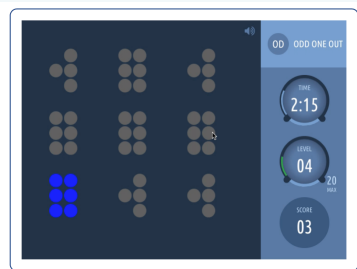 OD ODD ONE OUT
TIME
2:15
LEVEL
04
20
MAX
SCORE
03